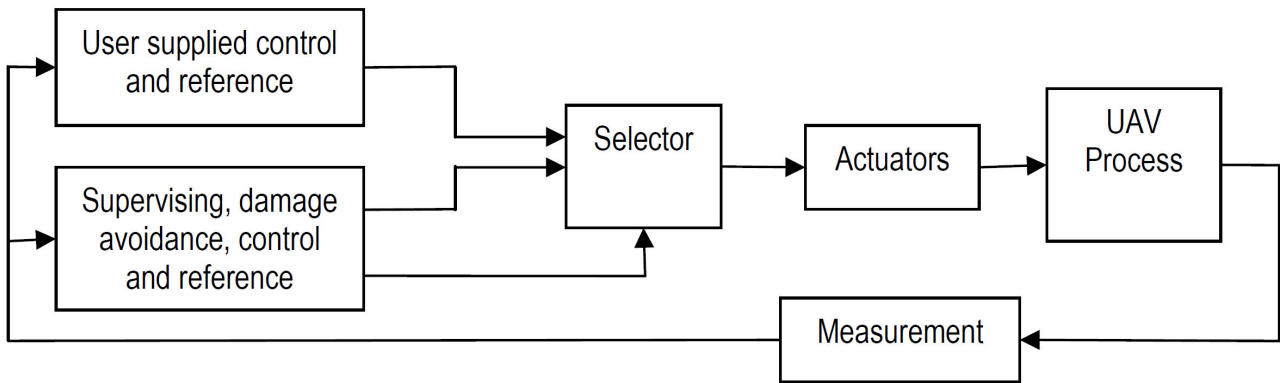 User supplied control
and reference
Supervising, damage
avoidance, control
and reference
Selector
Actuators
UAV
Process
Measurement